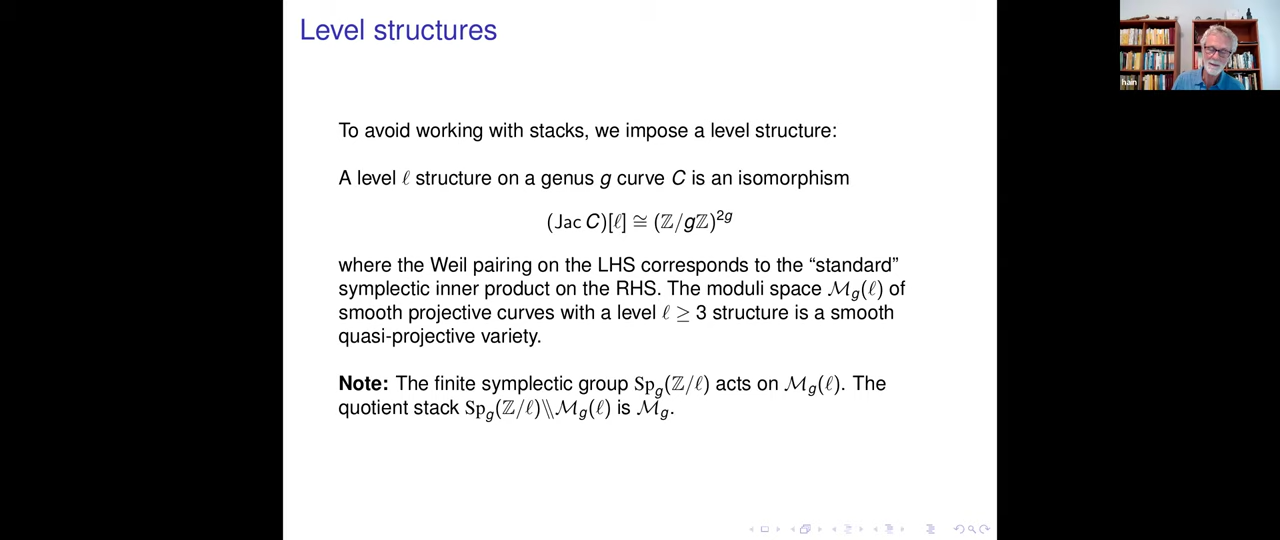 Level structures
hain
To avoid working with stacks, we impose a level structure:
A level ℓ structure on a genus g curve C is an isomorphism
(Jac C)[ℓ] ≅ (ℤ/gℤ)²ᵍ
where the Weil pairing on the LHS corresponds to the “standard”
symplectic inner product on the RHS. The moduli space ℳ_g(ℓ) of
smooth projective curves with a level ℓ ≥ 3 structure is a smooth
quasi-projective variety.
Note: The finite symplectic group Sp_g(ℤ/ℓ) acts on ℳ_g(ℓ). The
quotient stack Sp_g(ℤ/ℓ)\\ℳ_g(ℓ) is ℳ_g.